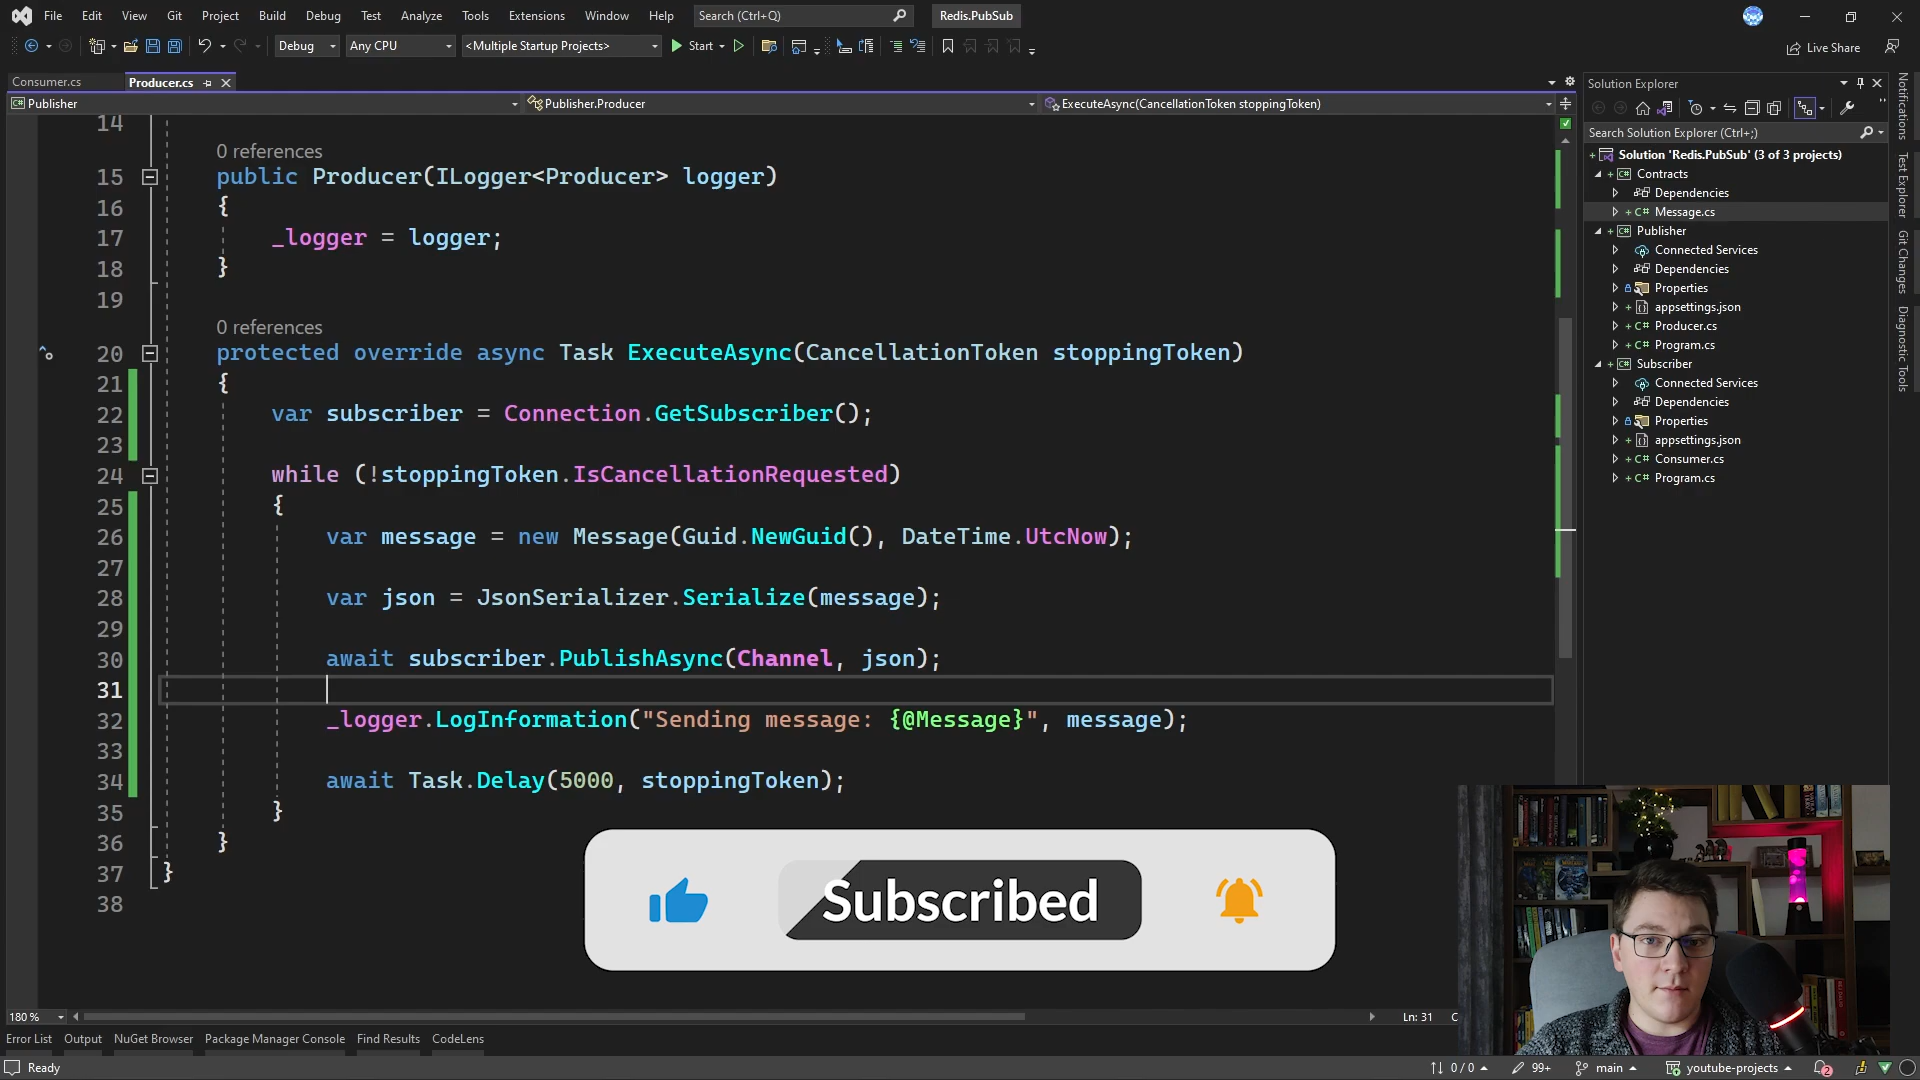 File Edit View Git Project Build Debug Test Analyze Tools Extensions Window Help Search (Ctrl+Q) Redis.PubSub
Debug Any CPU <Multiple Startup Projects> Start Live Share
Consumer.cs Producer.cs
Publisher Publisher.Producer ExecuteAsync(CancellationToken stoppingToken)
14
0 references
15 public Producer(ILogger<Producer> logger)
16 {
17 _logger = logger;
18 }
19
0 references
20 protected override async Task ExecuteAsync(CancellationToken stoppingToken)
21 {
22 var subscriber = Connection.GetSubscriber();
23
24 while (!stoppingToken.IsCancellationRequested)
25 {
26 var message = new Message(Guid.NewGuid(), DateTime.UtcNow);
27
28 var json = JsonSerializer.Serialize(message);
29
30 await subscriber.PublishAsync(Channel, json);
31
32 _logger.LogInformation("Sending message: {@Message}", message);
33
34 await Task.Delay(5000, stoppingToken);
35 }
36 }
37 }
38
Subscribed
180 % Ln: 31 C
Error List Output NuGet Browser Package Manager Console Find Results CodeLens
Ready 0 / 0 99+ main youtube-projects 2
Solution Explorer
Search Solution Explorer (Ctrl+;)
Solution 'Redis.PubSub' (3 of 3 projects)
Contracts
Dependencies
C# Message.cs
Publisher
Connected Services
Dependencies
Properties
appsettings.json
C# Producer.cs
C# Program.cs
Subscriber
Connected Services
Dependencies
Properties
appsettings.json
C# Consumer.cs
C# Program.cs
Notifications
Test Explorer
Git Changes
Diagnostic Tools